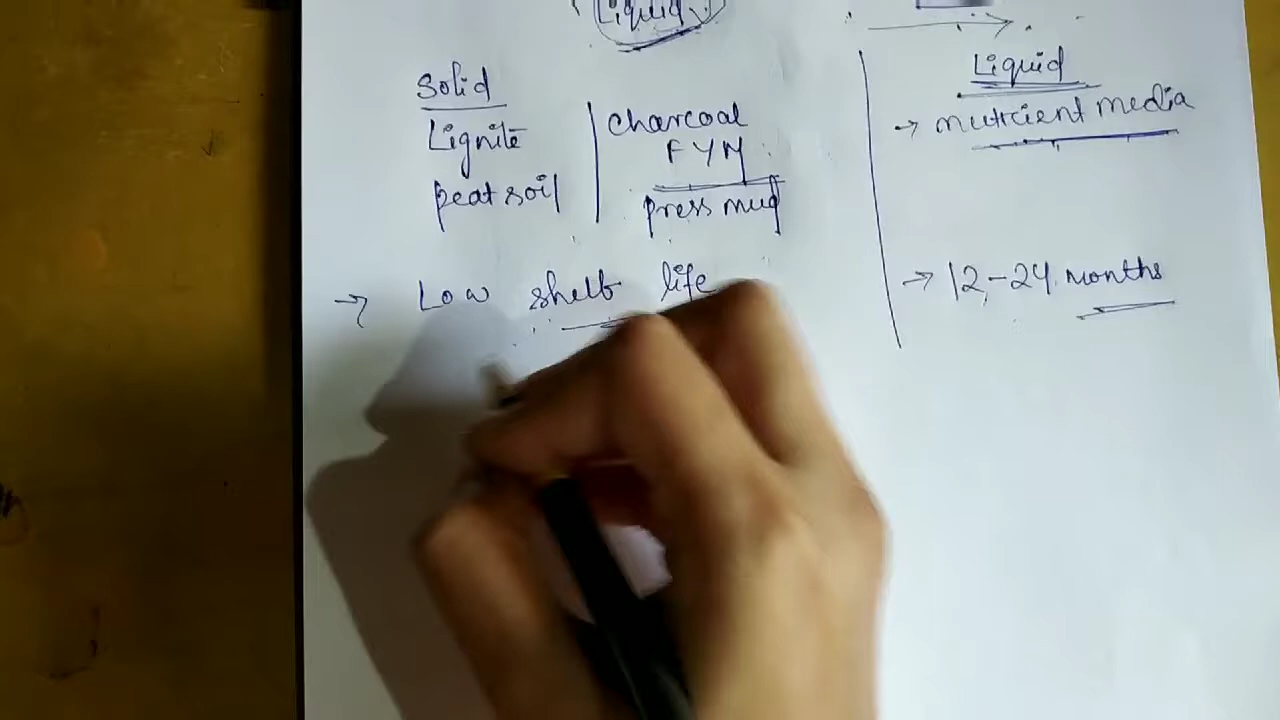 Liquid
Solid
Lignite
peat soil
charcoal
FYM
press mud
→ Low shelf life
Liquid
→ nutrient media
→ 12-24 months